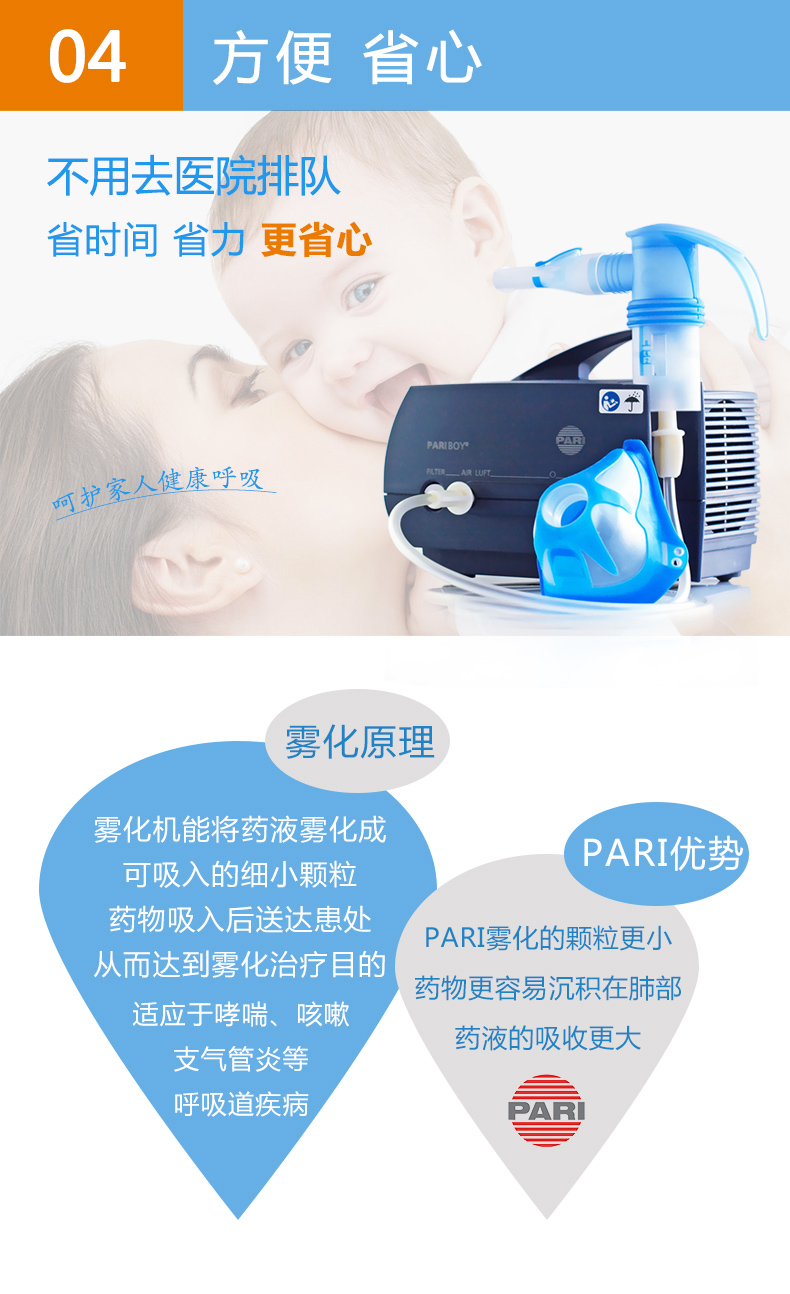 04
方便 省心
不用去医院排队
省时间 省力 更省心
呵护家人健康呼吸
PARI BOY®
PARI
FILTER AIR LUFT
雾化原理
雾化机能将药液雾化成
可吸入的细小颗粒
药物吸入后送达患处
从而达到雾化治疗目的
适应于哮喘、咳嗽
支气管炎等
呼吸道疾病
PARI优势
PARI雾化的颗粒更小
药物更容易沉积在肺部
药液的吸收更大
PARI